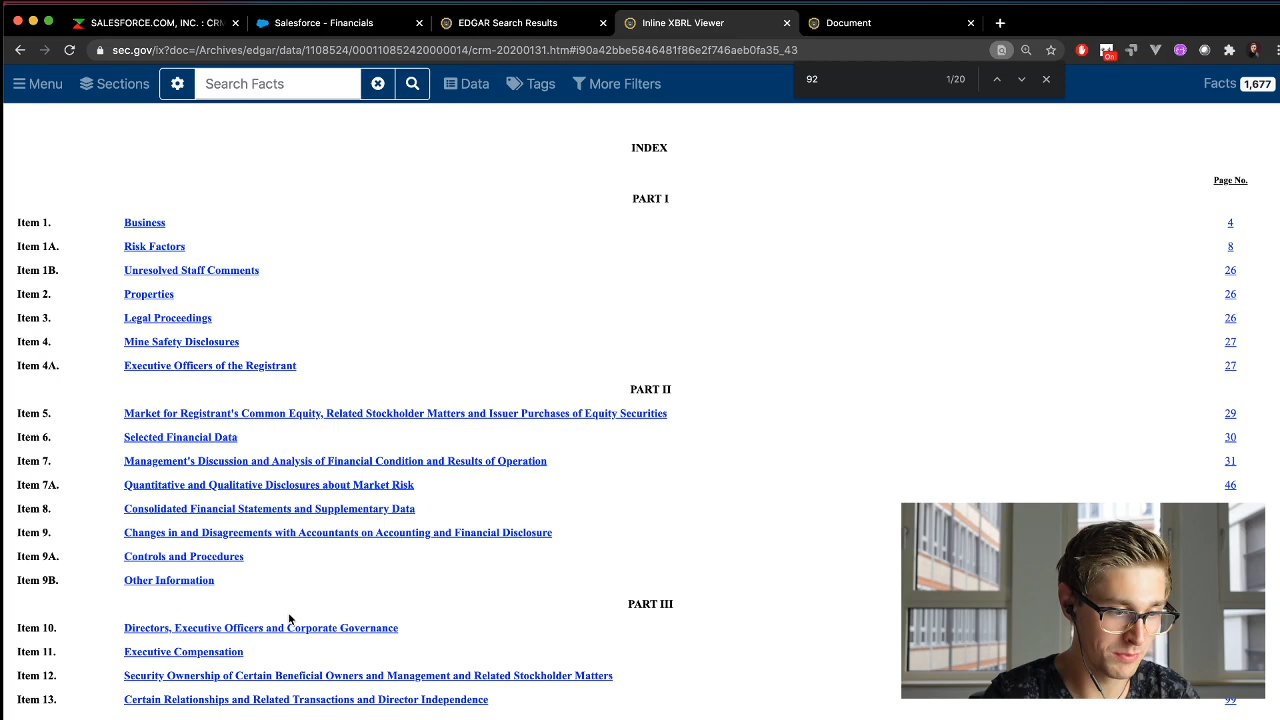 SALESFORCE.COM, INC. : CRM
Salesforce - Financials
EDGAR Search Results
Inline XBRL Viewer
Document
sec.gov/ix?doc=/Archives/edgar/data/1108524/000110852420000014/crm-20200131.htm#i90a42bbe5846481f86e2f746aeb0fa35_43
On
Menu Sections Search Facts Data Tags More Filters
92 1/20
Facts 1,677
INDEX
Page No.
PART I
Item 1. Business 4
Item 1A. Risk Factors 8
Item 1B. Unresolved Staff Comments 26
Item 2. Properties 26
Item 3. Legal Proceedings 26
Item 4. Mine Safety Disclosures 27
Item 4A. Executive Officers of the Registrant 27
PART II
Item 5. Market for Registrant's Common Equity, Related Stockholder Matters and Issuer Purchases of Equity Securities 29
Item 6. Selected Financial Data 30
Item 7. Management's Discussion and Analysis of Financial Condition and Results of Operation 31
Item 7A. Quantitative and Qualitative Disclosures about Market Risk 46
Item 8. Consolidated Financial Statements and Supplementary Data
Item 9. Changes in and Disagreements with Accountants on Accounting and Financial Disclosure
Item 9A. Controls and Procedures
Item 9B. Other Information
PART III
Item 10. Directors, Executive Officers and Corporate Governance
Item 11. Executive Compensation
Item 12. Security Ownership of Certain Beneficial Owners and Management and Related Stockholder Matters
Item 13. Certain Relationships and Related Transactions and Director Independence